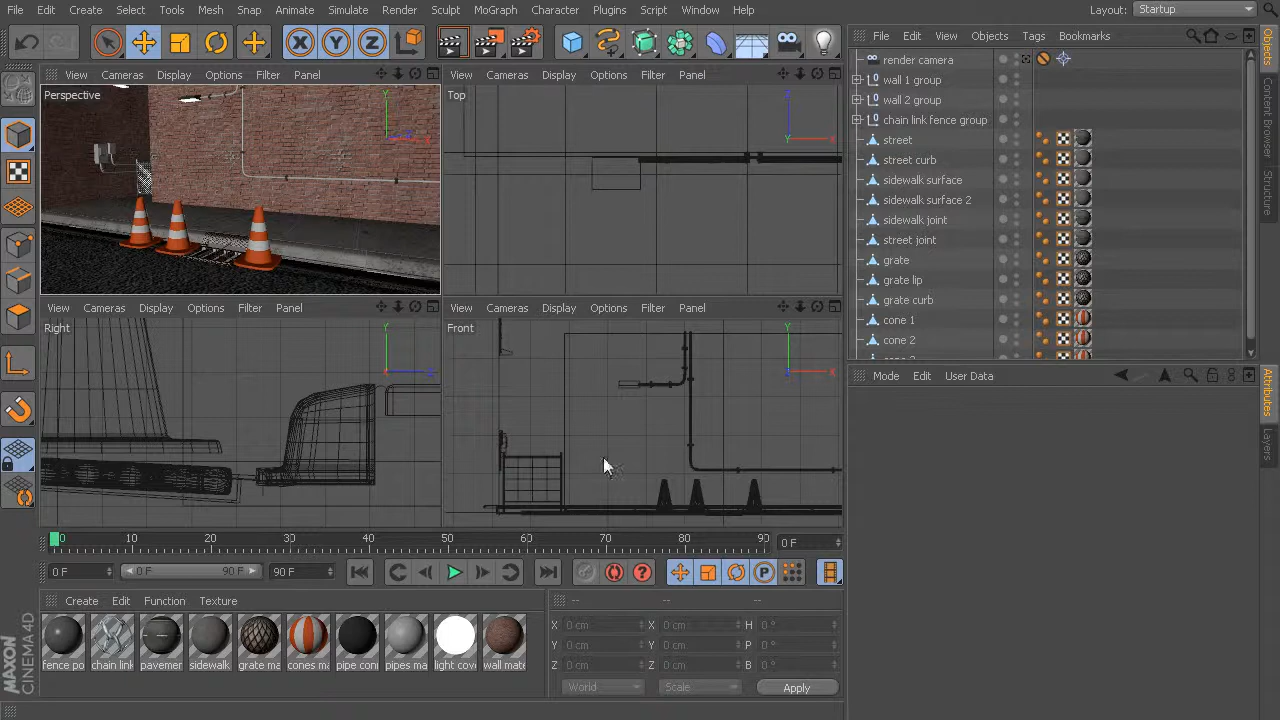 File Edit Create Select Tools Mesh Snap Animate Simulate Render Sculpt MoGraph Character Plugins Script Window Help Layout: Startup
File Edit View Objects Tags Bookmarks
View Cameras Display Options Filter Panel
Perspective
View Cameras Display Options Filter Panel
Top
View Cameras Display Options Filter Panel
Right
View Cameras Display Options Filter Panel
Front
render camera
wall 1 group
wall 2 group
chain link fence group
street
street curb
sidewalk surface
sidewalk surface 2
sidewalk joint
street joint
grate
grate lip
grate curb
cone 1
cone 2
Objects
Content Browser
Structure
Mode Edit User Data
Attributes
Layers
0 10 20 30 40 50 60 70 80 90 0 F
0 F 0 F 90 F 90 F
Create Edit Function Texture
fence po chain link pavemer sidewalk grate ma cones ma pipe coni pipes ma light cove wall mate
-- -- --
X 0 cm X 0 cm H 0 °
Y 0 cm Y 0 cm P 0 °
Z 0 cm Z 0 cm B 0 °
World Scale Apply
MAXON
CINEMA 4D